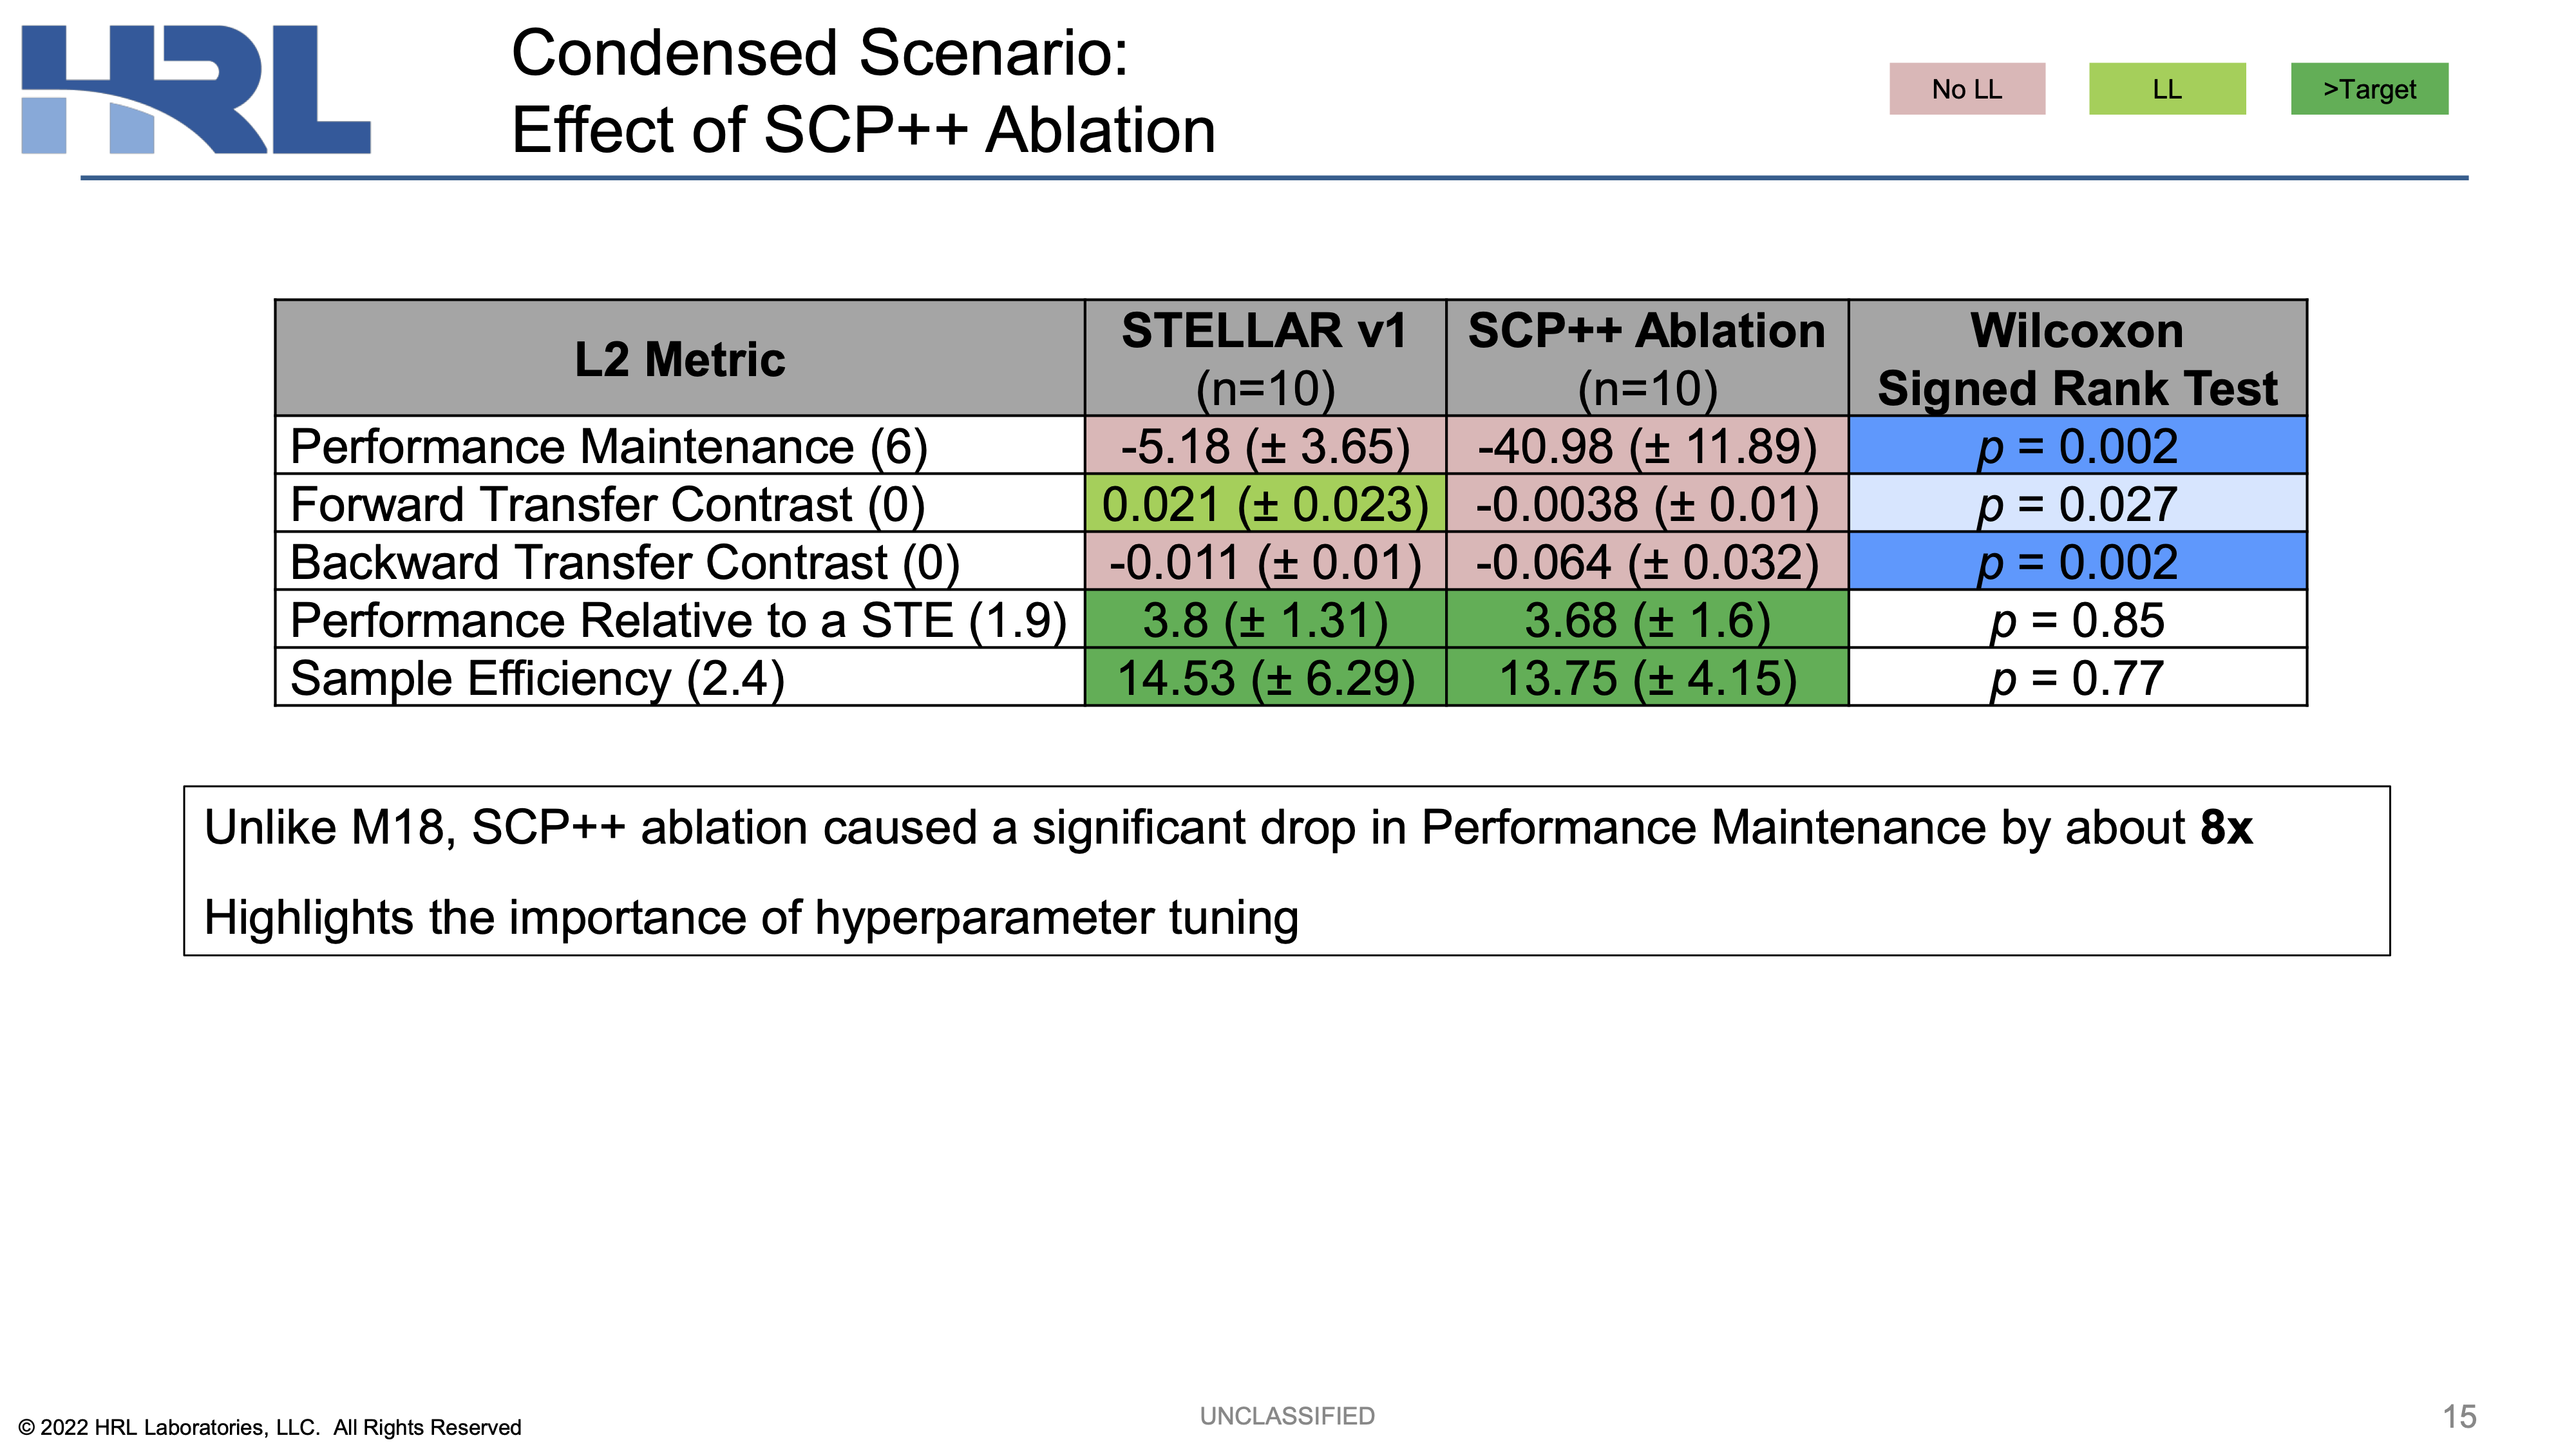 HRL
Condensed Scenario:
Effect of SCP++ Ablation
No LL
LL
>Target
L2 Metric
STELLAR v1
(n=10)
SCP++ Ablation
(n=10)
Wilcoxon
Signed Rank Test
Performance Maintenance (6) -5.18 (± 3.65) -40.98 (± 11.89) p = 0.002
Forward Transfer Contrast (0) 0.021 (± 0.023) -0.0038 (± 0.01) p = 0.027
Backward Transfer Contrast (0) -0.011 (± 0.01) -0.064 (± 0.032) p = 0.002
Performance Relative to a STE (1.9) 3.8 (± 1.31) 3.68 (± 1.6) p = 0.85
Sample Efficiency (2.4) 14.53 (± 6.29) 13.75 (± 4.15) p = 0.77
Unlike M18, SCP++ ablation caused a significant drop in Performance Maintenance by about 8x
Highlights the importance of hyperparameter tuning
© 2022 HRL Laboratories, LLC. All Rights Reserved
UNCLASSIFIED
15